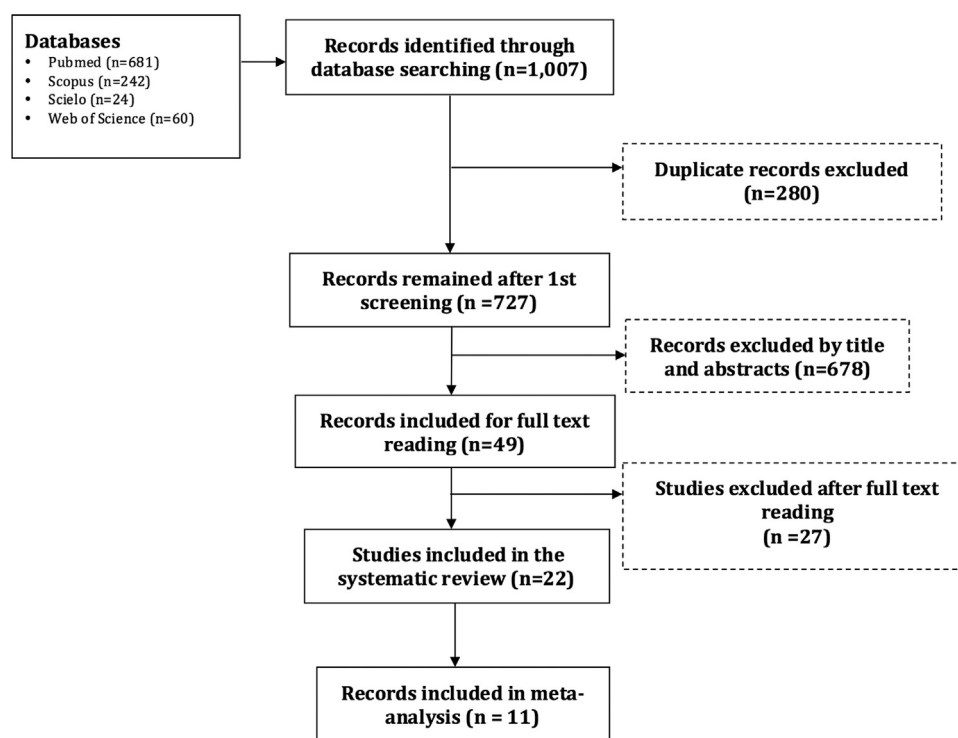 Databases
• Pubmed (n=681)
• Scopus (n=242)
• Scielo (n=24)
• Web of Science (n=60)
Records identified through
database searching (n=1,007)
Duplicate records excluded
(n=280)
Records remained after 1st
screening (n =727)
Records excluded by title
and abstracts (n=678)
Records included for full text
reading (n=49)
Studies excluded after full text
reading
(n =27)
Studies included in the
systematic review (n=22)
Records included in meta-
analysis (n = 11)